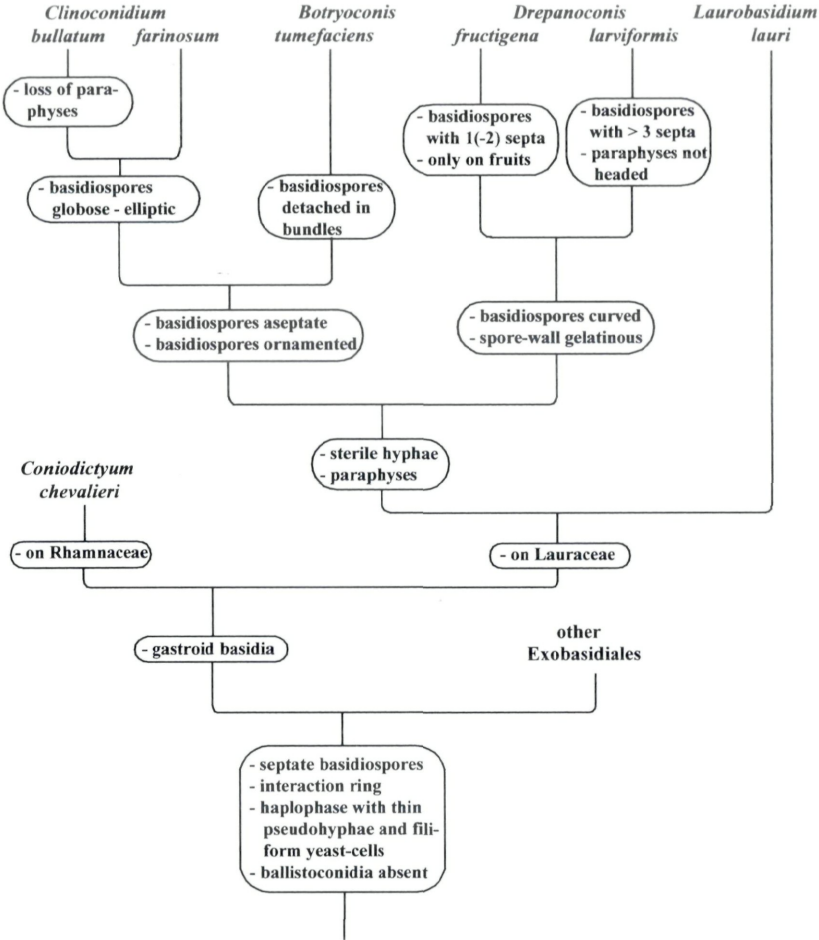 Clinoconidium
bullatum farinosum
Botryoconis
tumefaciens
Drepanoconis
fructigena larviformis
Laurobasidium
lauri
- loss of para-
physes
- basidiospores
with 1(-2) septa
- only on fruits
- basidiospores
with > 3 septa
- paraphyses not
headed
- basidiospores
globose - elliptic
- basidiospores
detached in
bundles
- basidiospores aseptate
- basidiospores ornamented
- basidiospores curved
- spore-wall gelatinous
- sterile hyphae
- paraphyses
Coniodictyum
chevalieri
- on Rhamnaceae
- on Lauraceae
- gastroid basidia
other
Exobasidiales
- septate basidiospores
- interaction ring
- haplophase with thin
pseudohyphae and fili-
form yeast-cells
- ballistoconidia absent